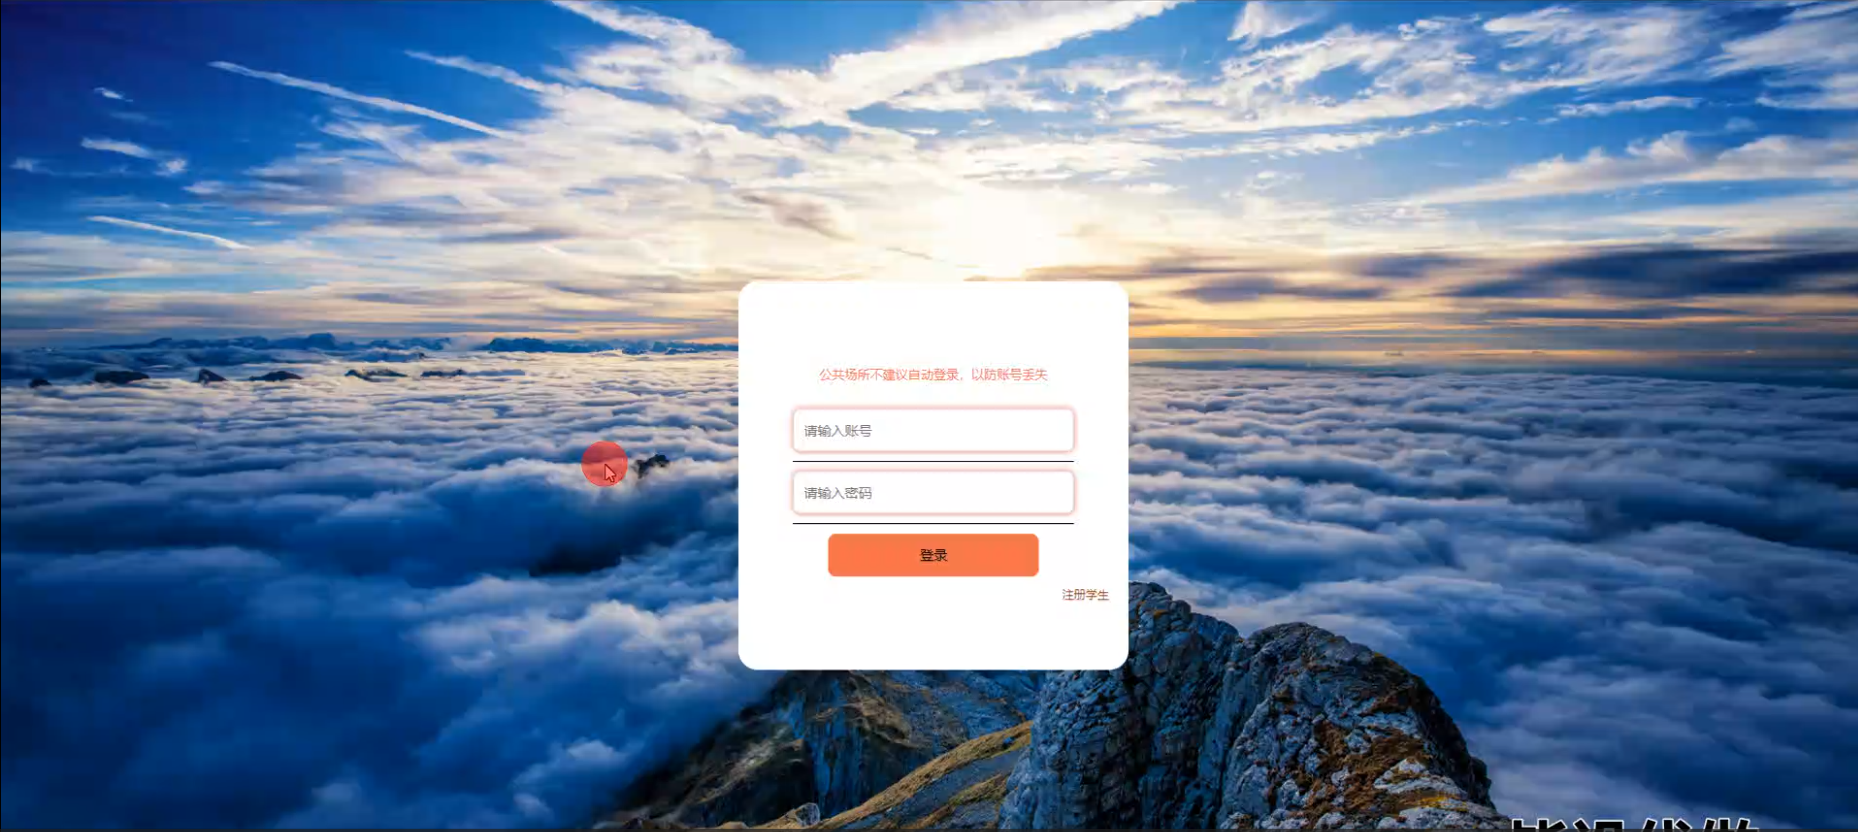 公共场所不建议自动登录，以防账号丢失
请输入账号
请输入密码
登录
注册学生